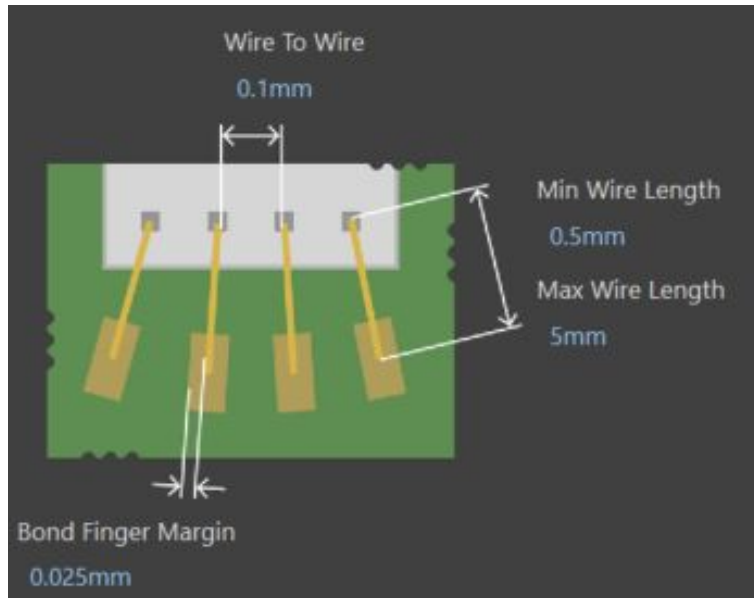 Wire To Wire
0.1mm
Min Wire Length
0.5mm
Max Wire Length
5mm
Bond Finger Margin
0.025mm